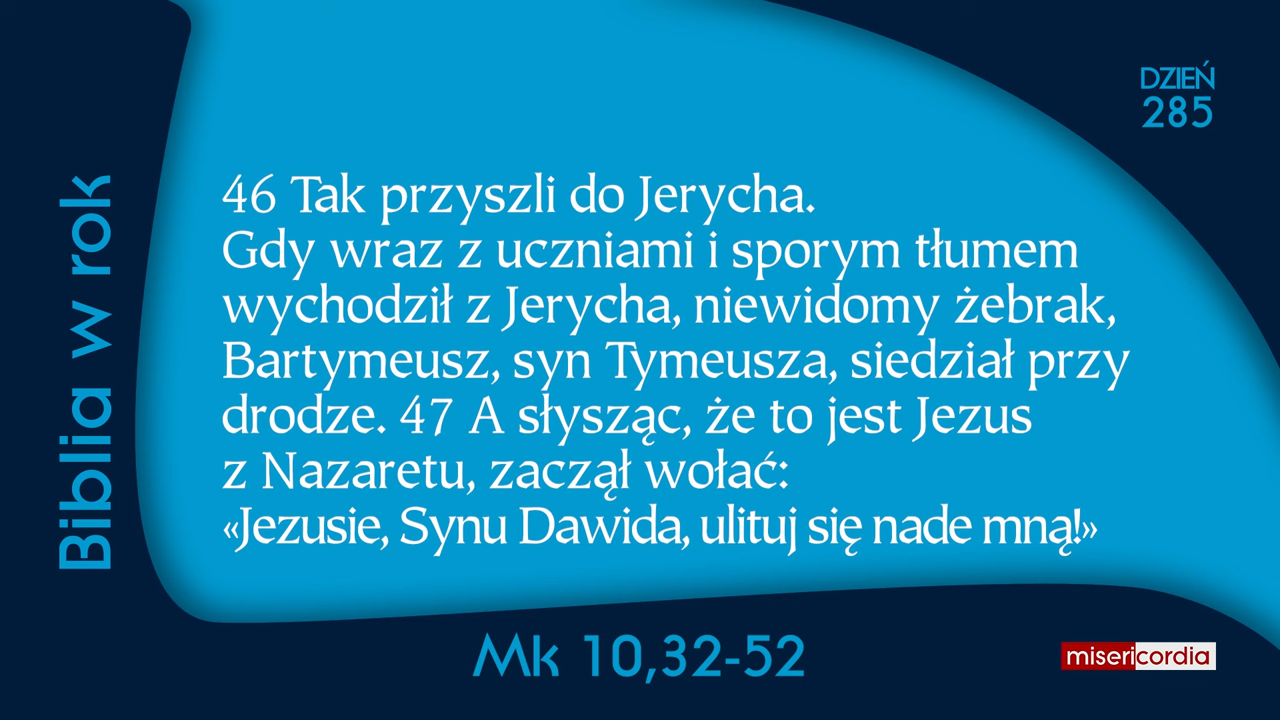 DZIEŃ
285
Biblia w rok
46 Tak przyszli do Jerycha.
Gdy wraz z uczniami i sporym tłumem
wychodził z Jerycha, niewidomy żebrak,
Bartymeusz, syn Tymeusza, siedział przy
drodze. 47 A słysząc, że to jest Jezus
z Nazaretu, zaczął wołać:
«Jezusie, Synu Dawida, ulituj się nade mną!»
Mk 10,32-52
misericordia